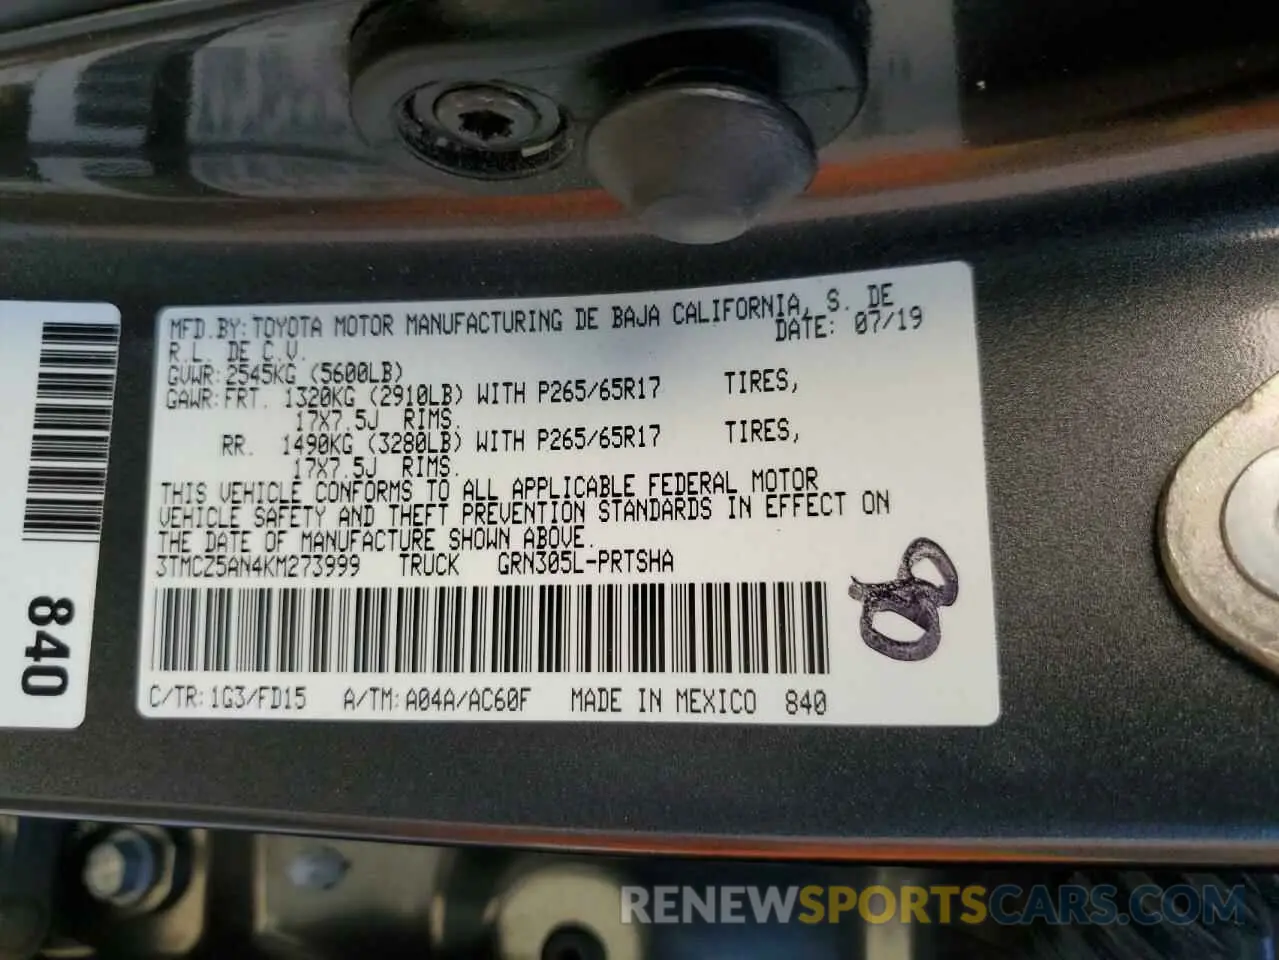 MFD.BY:TOYOTA MOTOR MANUFACTURING DE BAJA CALIFORNIA, S. DE
R.L. DE C.V. DATE: 07/19
GVWR:2545KG (5600LB)
GAWR:FRT. 1320KG (2910LB) WITH P265/65R17 TIRES,
17X7.5J RIMS.
RR. 1490KG (3280LB) WITH P265/65R17 TIRES,
17X7.5J RIMS.
THIS VEHICLE CONFORMS TO ALL APPLICABLE FEDERAL MOTOR
VEHICLE SAFETY AND THEFT PREVENTION STANDARDS IN EFFECT ON
THE DATE OF MANUFACTURE SHOWN ABOVE.
3TMCZ5AN4KM273999 TRUCK GRN305L-PRTSHA
C/TR:1G3/FD15 A/TM:A04A/AC60F MADE IN MEXICO 840
840
RENEWSPORTSCARS.COM